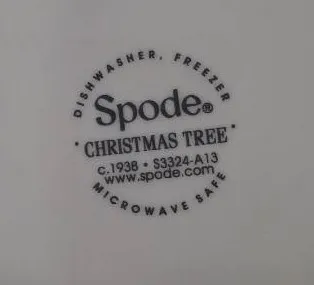 DISHWASHER, FREEZER
Spode®
• CHRISTMAS TREE •
c.1938 • S3324-A13
www.spode.com
MICROWAVE SAFE